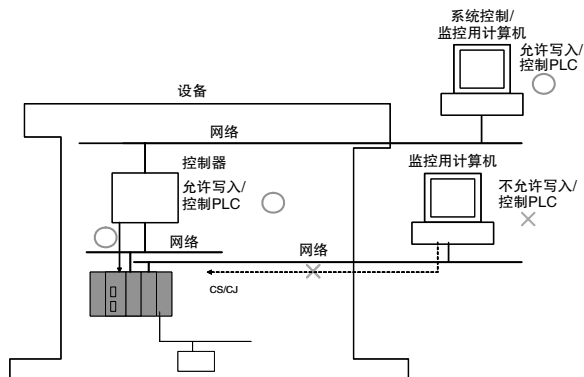 系统控制/
监控用计算机
允许写入/
控制PLC
设备
网络
控制器
允许写入/
控制PLC
监控用计算机
不允许写入/
控制PLC
网络
网络
CS/CJ